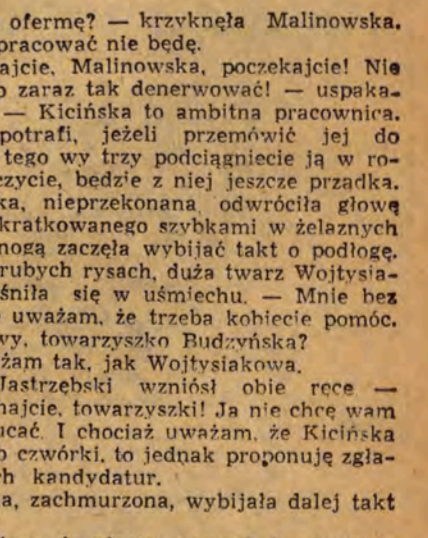 ofermę? — krzyknęła Malinowska.
pracować nie będę.
ajcie, Malinowska, poczekajcie! Nie
o zaraz tak denerwować! — uspaka-
— Kicińska to ambitna pracownica.
potrafi, jeżeli przemówić jej do
tego wy trzy podciągniecie ją w ro-
czycie, będzie z niej jeszcze prządka.
ka, nieprzekonana, odwróciła głowę
kratkowanego szybkami w żelaznych
nogą zaczęła wybijać takt o podłogę.
rubych rysach, duża twarz Wojtysia-
śniła się w uśmiechu. — Mnie bez
uważam, że trzeba kobiecie pomóc.
wy, towarzyszko Budzyńska?
żam tak, jak Wojtysiakowa.
Jastrzębski wzniósł obie ręce —
hajcie, towarzyszki! Ja nie chcę wam
ucać. I chociaż uważam, że Kicińska
o czwórki, to jednak proponuję zgła-
h kandydatur.
a, zachmurzona, wybijała dalej takt